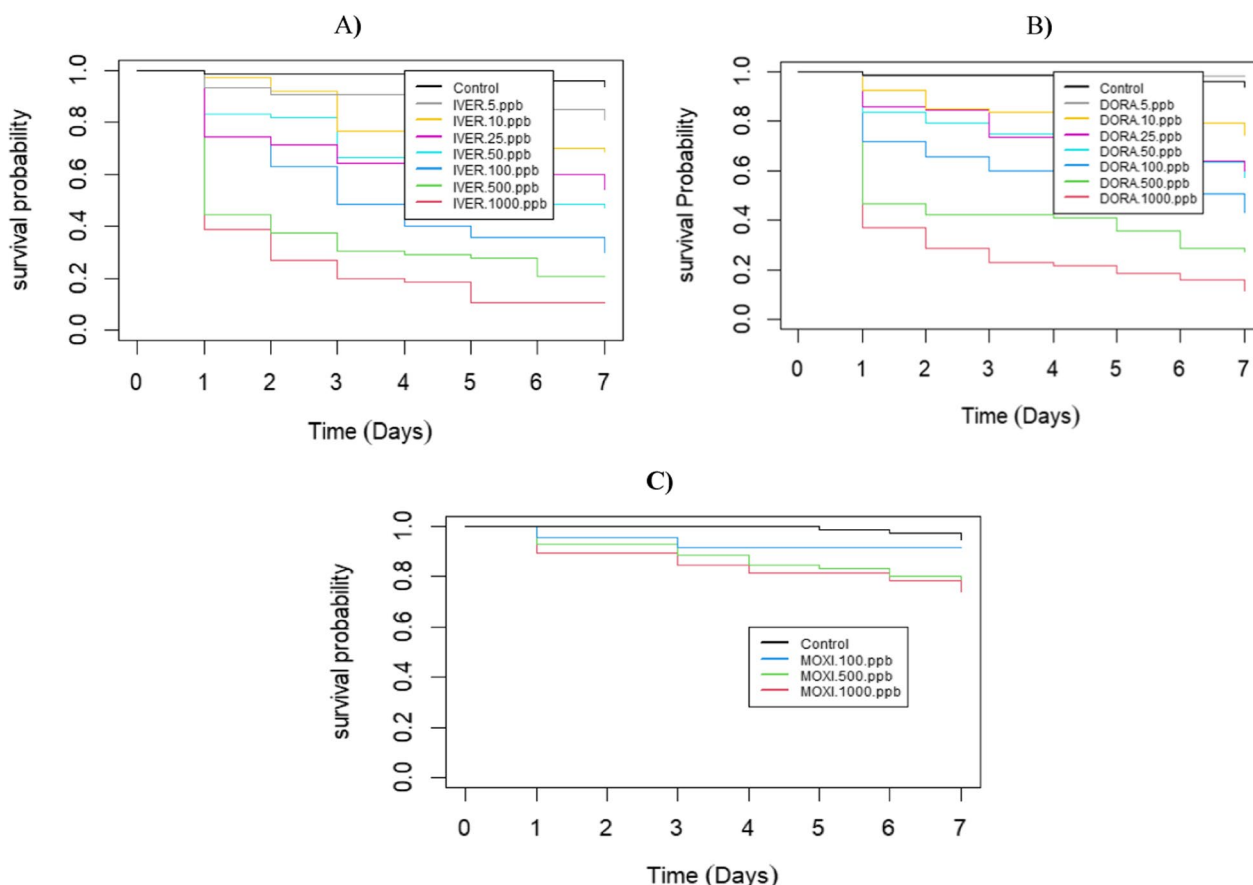 A)
survival probability
1.0
0.8
0.6
0.4
0.2
0.0
Control
IVER.5.ppb
IVER.10.ppb
IVER.25.ppb
IVER.50.ppb
IVER.100.ppb
IVER.500.ppb
IVER.1000.ppb
0 1 2 3 4 5 6 7
Time (Days)
B)
survival Probability
1.0
0.8
0.6
0.4
0.2
0.0
Control
DORA.5.ppb
DORA.10.ppb
DORA.25.ppb
DORA.50.ppb
DORA.100.ppb
DORA.500.ppb
DORA.1000.ppb
0 1 2 3 4 5 6 7
Time (Days)
C)
survival probability
1.0
0.8
0.6
0.4
0.2
0.0
Control
MOXI.100.ppb
MOXI.500.ppb
MOXI.1000.ppb
0 1 2 3 4 5 6 7
Time (Days)